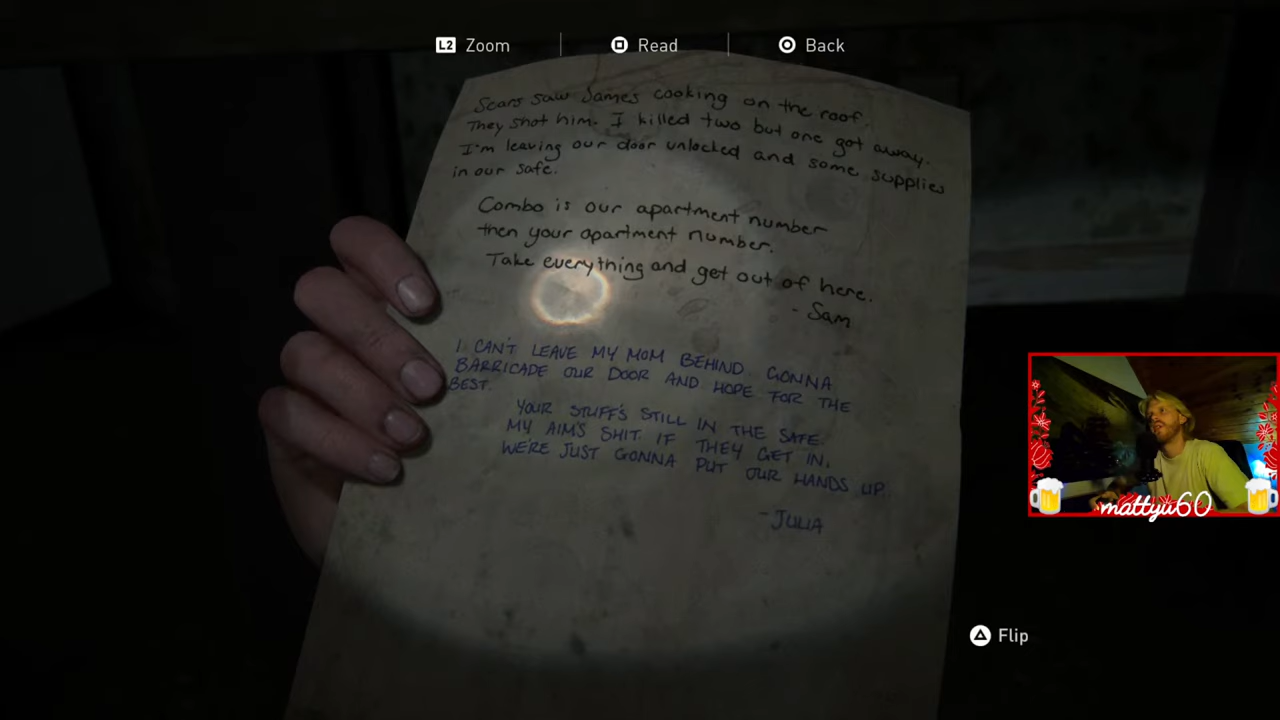 L2 Zoom
Read
Back
Scars saw James cooking on the roof.
They shot him. I killed two but one got away.
I'm leaving our door unlocked and some supplies
in our safe.
Combo is our apartment number
then your apartment number.
Take everything and get out of here.
- Sam
I CAN'T LEAVE MY MOM BEHIND. GONNA
BARRICADE OUR DOOR AND HOPE FOR THE
BEST.
YOUR STUFF'S STILL IN THE SAFE.
MY AIM'S SHIT. IF THEY GET IN,
WE'RE JUST GONNA PUT OUR HANDS UP.
-JULIA
mattyu60
Flip